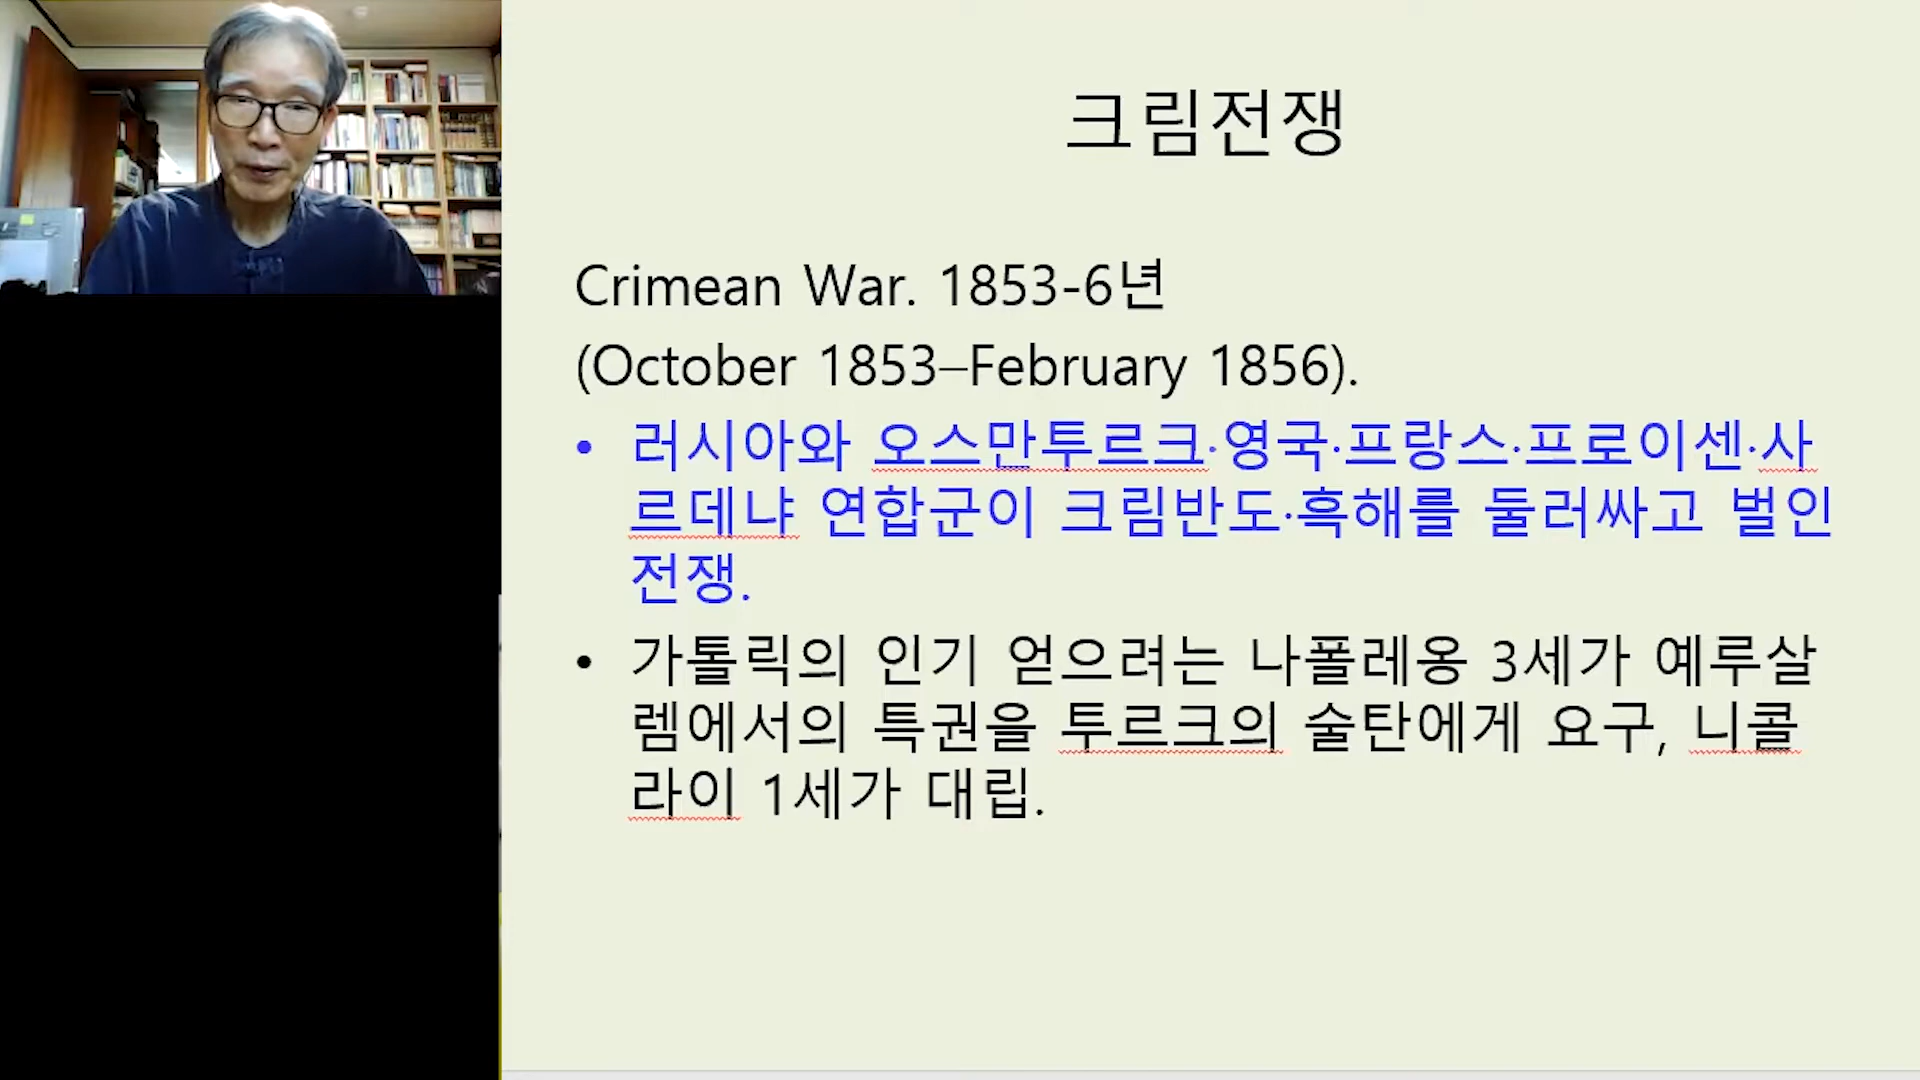 크림전쟁
Crimean War. 1853-6년
(October 1853–February 1856).
• 러시아와 오스만투르크·영국·프랑스·프로이센·사
르데냐 연합군이 크림반도·흑해를 둘러싸고 벌인
전쟁.
• 가톨릭의 인기 얻으려는 나폴레옹 3세가 예루살
렘에서의 특권을 투르크의 술탄에게 요구, 니콜
라이 1세가 대립.